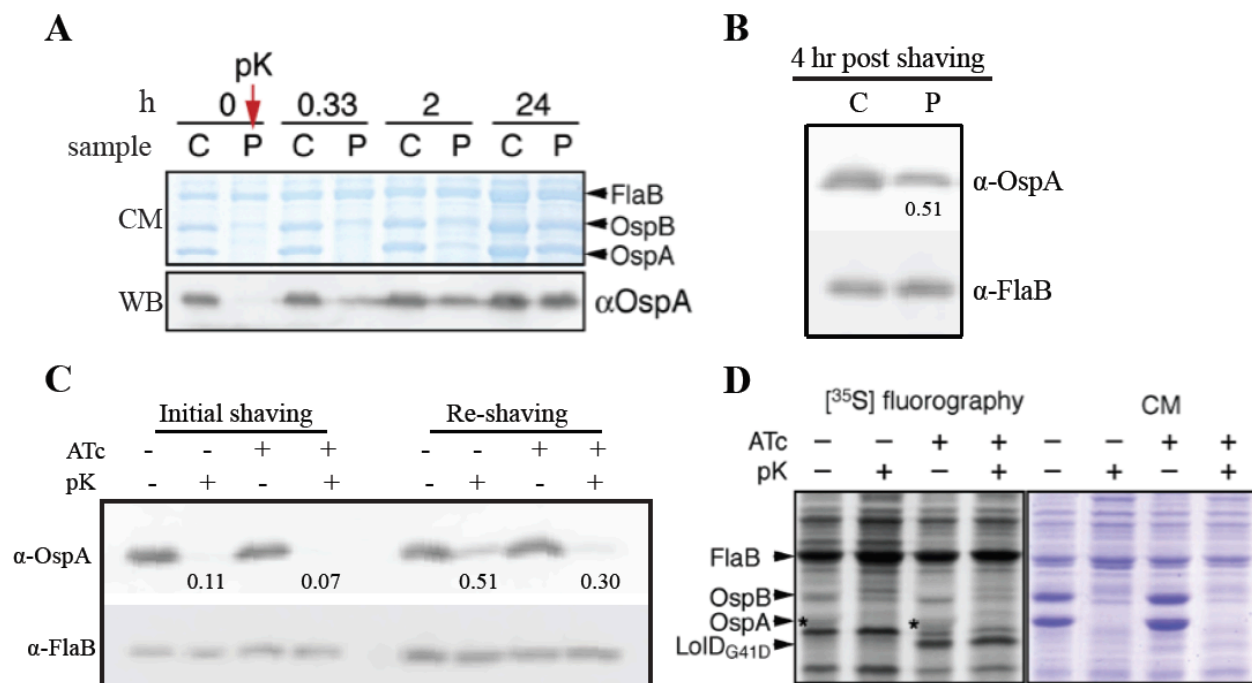 A
pK
h 0 0.33 2 24
sample C P C P C P C P
CM
FlaB
OspB
OspA
WB
αOspA
B
4 hr post shaving
C P
α-OspA
0.51
α-FlaB
C
Initial shaving Re-shaving
ATc - - + + - - + +
pK - + - + - + - +
α-OspA
0.11 0.07 0.51 0.30
α-FlaB
D
[³⁵S] fluorography CM
ATc − − + + − − + +
pK − + − + − + − +
FlaB
OspB
OspA * *
LolD_G41D